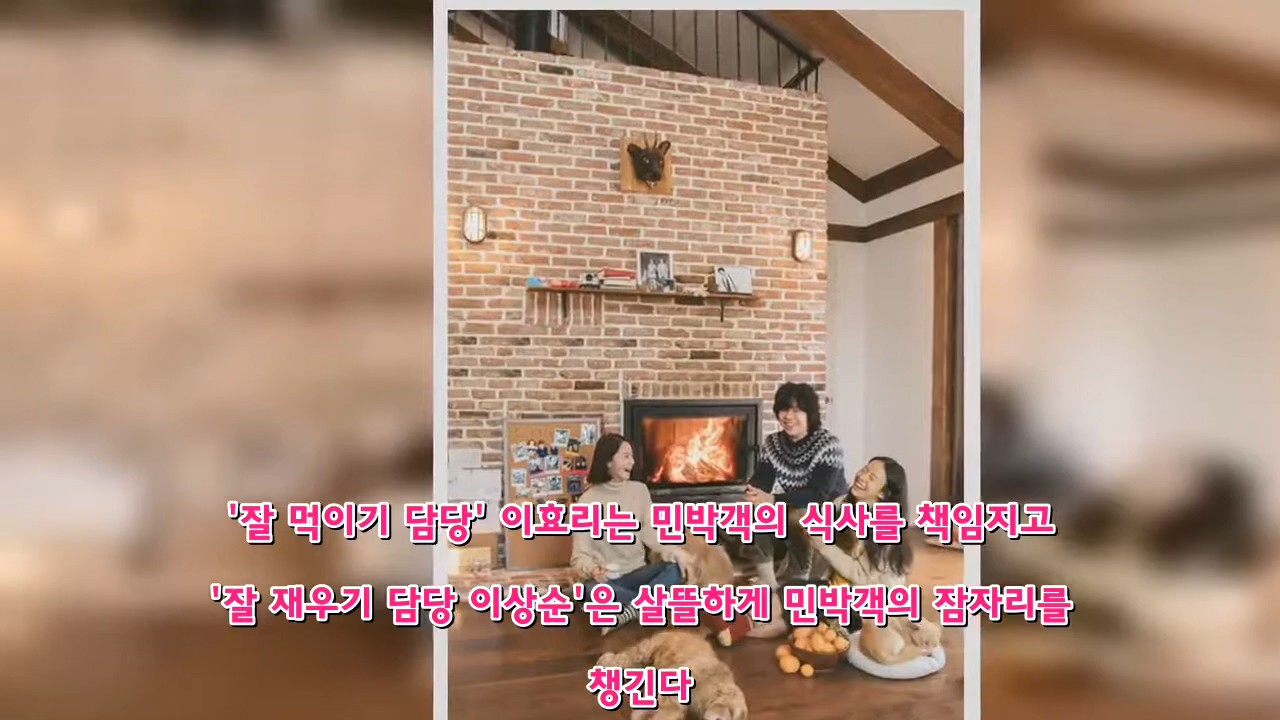 '잘 먹이기 담당' 이효리는 민박객의 식사를 책임지고
'잘 재우기 담당 이상순'은 살뜰하게 민박객의 잠자리를
챙긴다